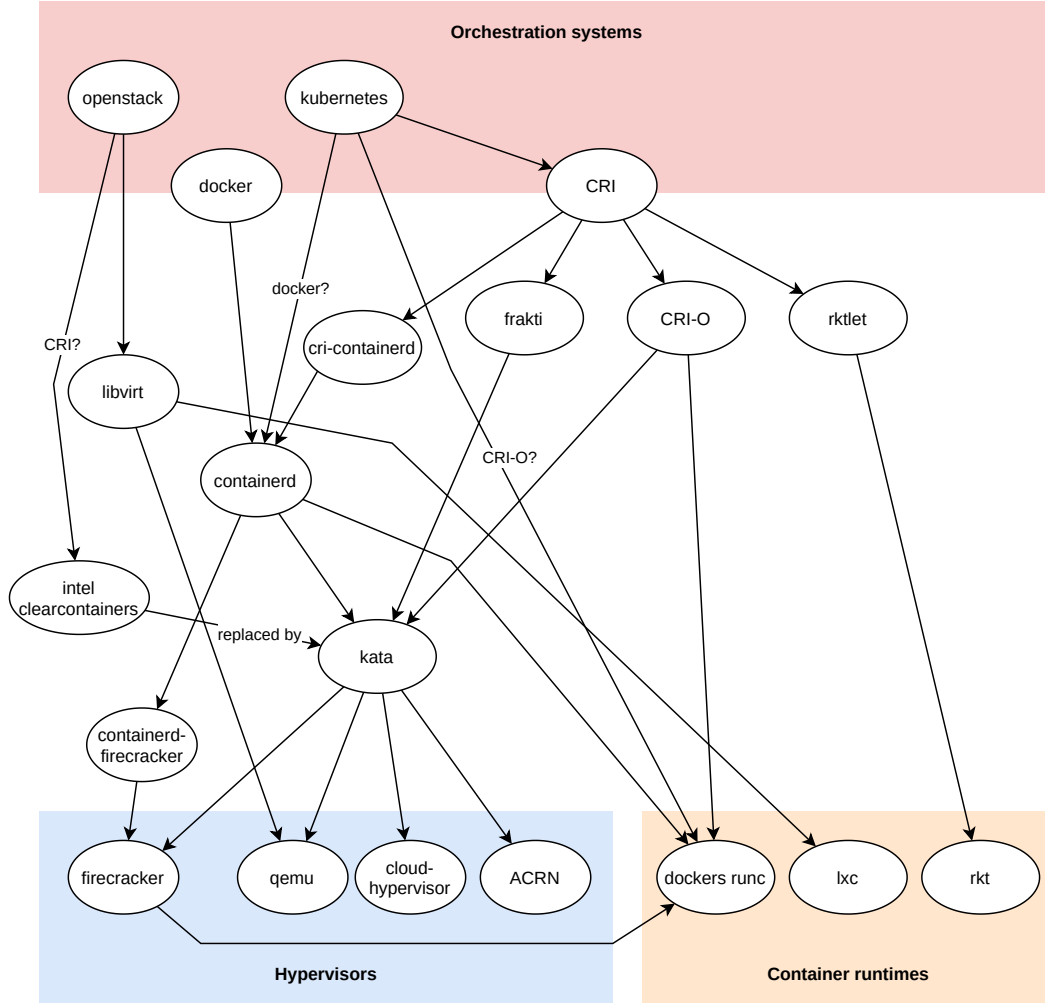 Orchestration systems
openstack
kubernetes
docker
CRI
docker?
frakti
CRI-O
rktlet
CRI?
cri-containerd
libvirt
CRI-O?
containerd
intel
clearcontainers
replaced by
kata
containerd-
firecracker
firecracker
qemu
cloud-
hypervisor
ACRN
dockers runc
lxc
rkt
Hypervisors
Container runtimes